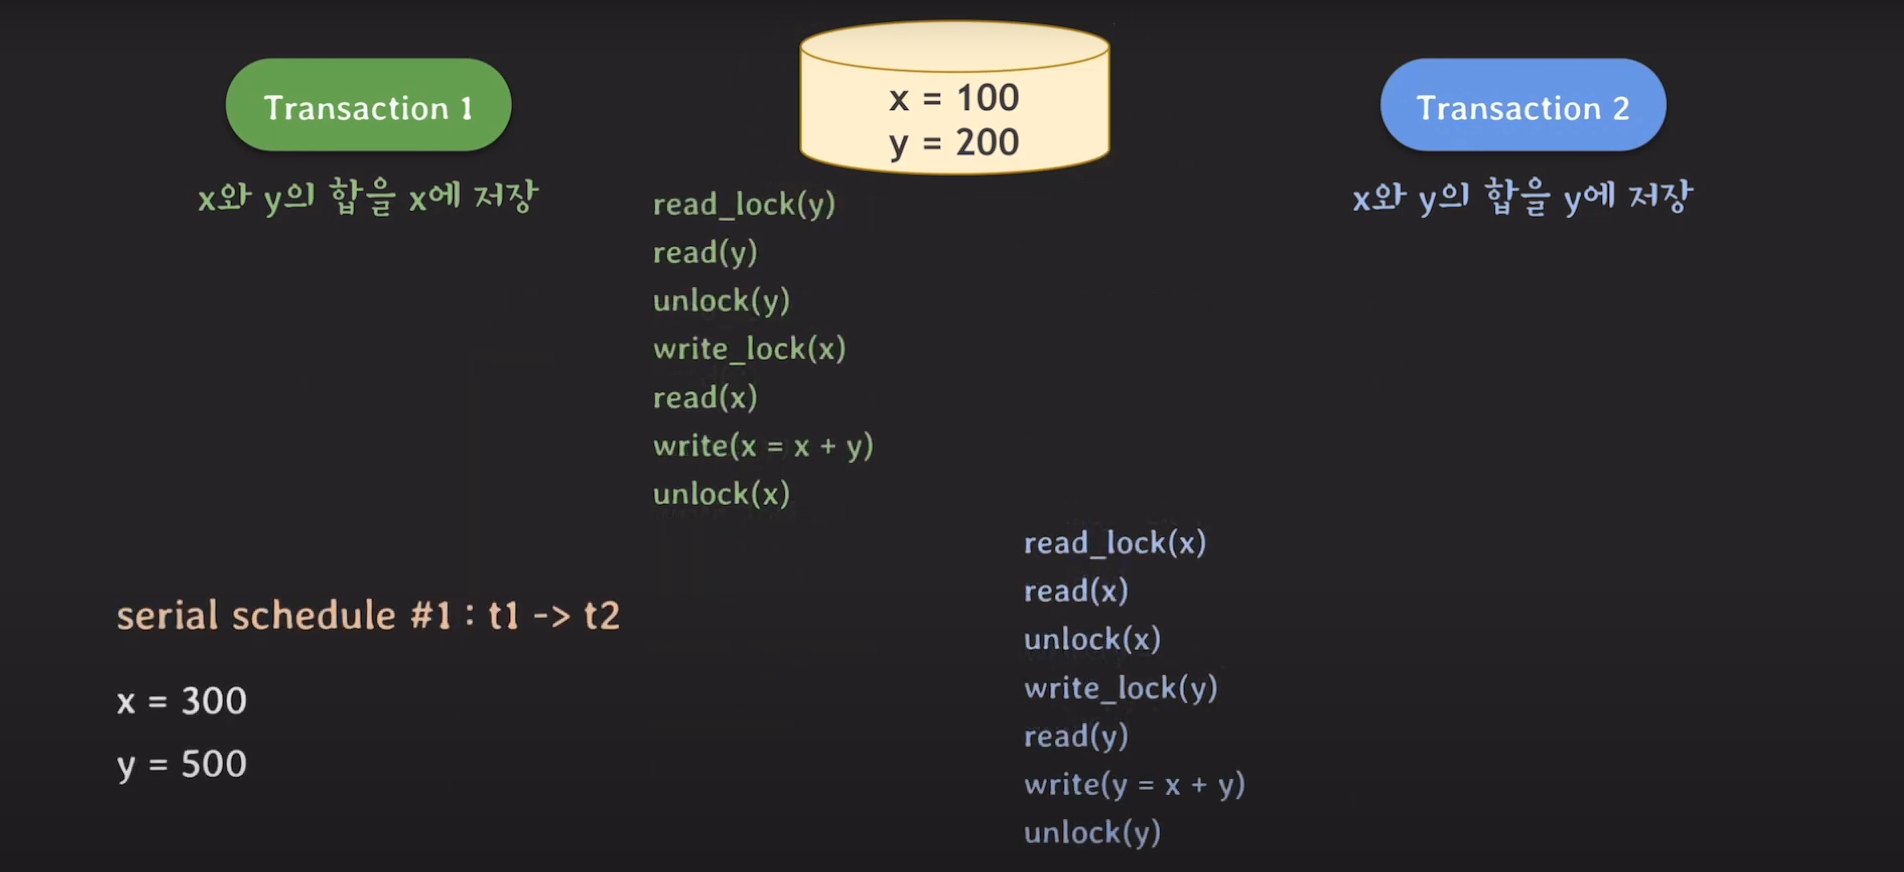 Transaction 1
x와 y의 합을 x에 저장
x = 100
y = 200
Transaction 2
x와 y의 합을 y에 저장
read_lock(y)
read(y)
unlock(y)
write_lock(x)
read(x)
write(x = x + y)
unlock(x)
read_lock(x)
read(x)
unlock(x)
write_lock(y)
read(y)
write(y = x + y)
unlock(y)
serial schedule #1 : t1 -> t2
x = 300
y = 500